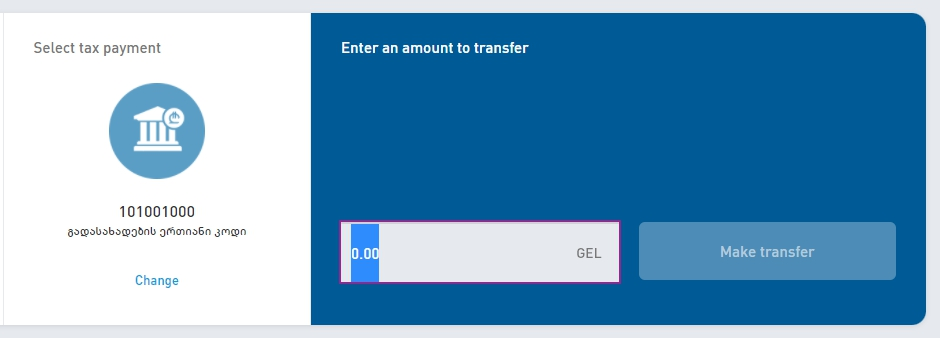 Select tax payment
101001000
გადასახადების ერთიანი კოდი
Change
Enter an amount to transfer
0.00 GEL
Make transfer